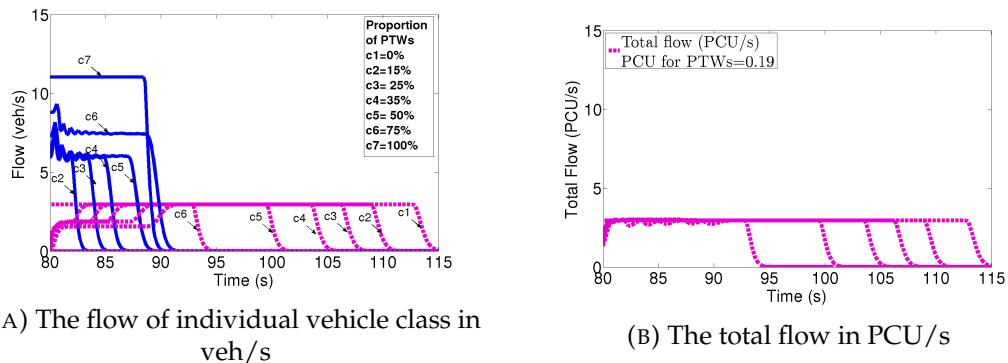 15
10
5
0
Flow (veh/s)
80 85 90 95 100 105 110 115
Time (s)
c7
c6
c4
c3
c5
c2
c6
c5
c4
c3
c2
c1
Proportion
of PTWs
c1=0%
c2=15%
c3= 25%
c4=35%
c5= 50%
c6=75%
c7=100%
A) The flow of individual vehicle class in
veh/s
15
10
5
0
Total Flow (PCU/s)
80 85 90 95 100 105 110 115
Time (s)
Total flow (PCU/s)
PCU for PTWs=0.19
(B) The total flow in PCU/s